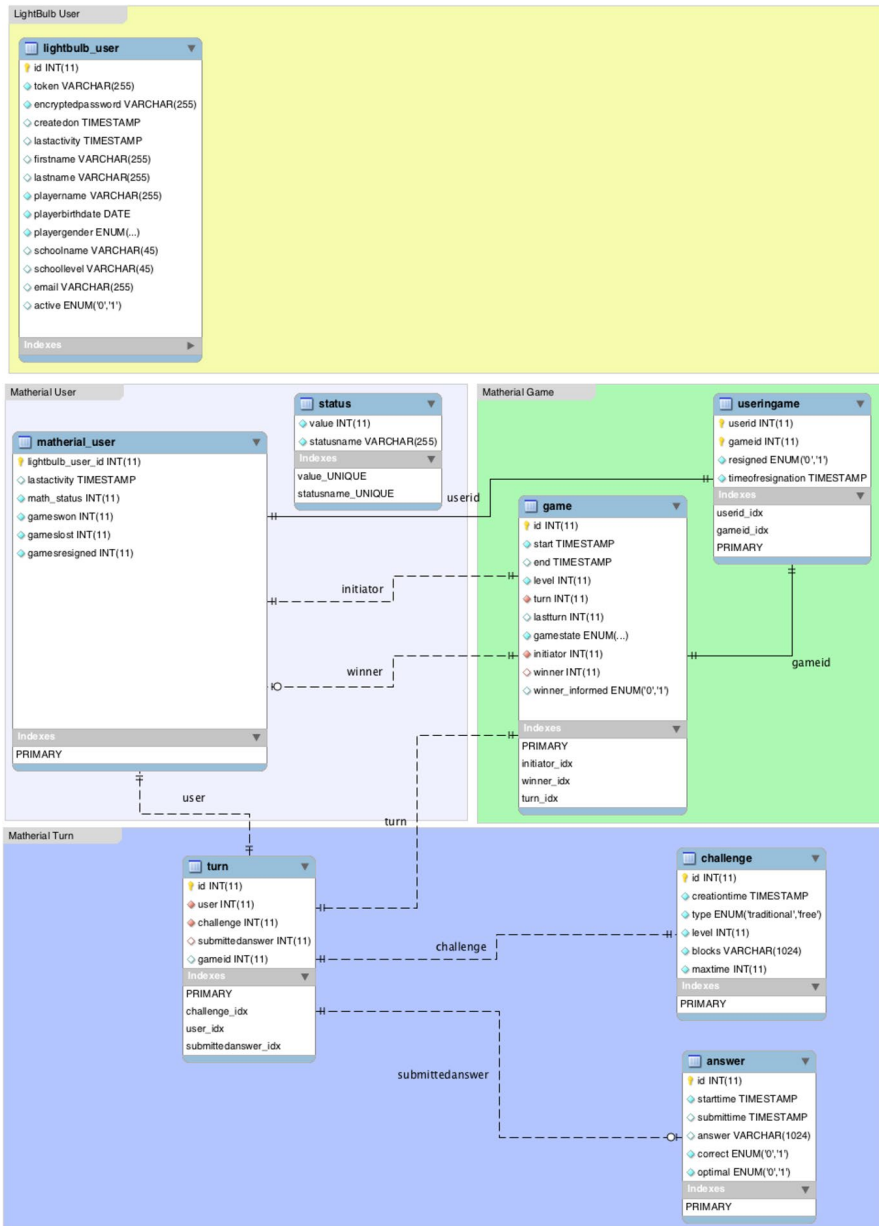 LightBulb User
lightbulb_user
id INT(11)
token VARCHAR(255)
encryptedpassword VARCHAR(255)
createdon TIMESTAMP
lastactivity TIMESTAMP
firstname VARCHAR(255)
lastname VARCHAR(255)
playername VARCHAR(255)
playerbirthdate DATE
playergender ENUM(...)
schoolname VARCHAR(45)
schoollevel VARCHAR(45)
email VARCHAR(255)
active ENUM('0','1')
Indexes
Matherial User
matherial_user
lightbulb_user_id INT(11)
lastactivity TIMESTAMP
math_status INT(11)
gameswon INT(11)
gameslost INT(11)
gamesresigned INT(11)
Indexes
PRIMARY
status
value INT(11)
statusname VARCHAR(255)
Indexes
value_UNIQUE
statusname_UNIQUE
userid
initiator
winner
user
turn
Matherial Game
game
id INT(11)
start TIMESTAMP
end TIMESTAMP
level INT(11)
turn INT(11)
lastturn INT(11)
gamestate ENUM(...)
initiator INT(11)
winner INT(11)
winner_informed ENUM('0','1')
Indexes
PRIMARY
initiator_idx
winner_idx
turn_idx
useringame
userid INT(11)
gameid INT(11)
resigned ENUM('0','1')
timeofresignation TIMESTAMP
Indexes
userid_idx
gameid_idx
PRIMARY
gameid
Matherial Turn
turn
id INT(11)
user INT(11)
challenge INT(11)
submittedanswer INT(11)
gameid INT(11)
Indexes
PRIMARY
challenge_idx
user_idx
submittedanswer_idx
challenge
submittedanswer
challenge
id INT(11)
creationtime TIMESTAMP
type ENUM('traditional','free')
level INT(11)
blocks VARCHAR(1024)
maxtime INT(11)
Indexes
PRIMARY
answer
id INT(11)
starttime TIMESTAMP
submittime TIMESTAMP
answer VARCHAR(1024)
correct ENUM('0','1')
optimal ENUM('0','1')
Indexes
PRIMARY